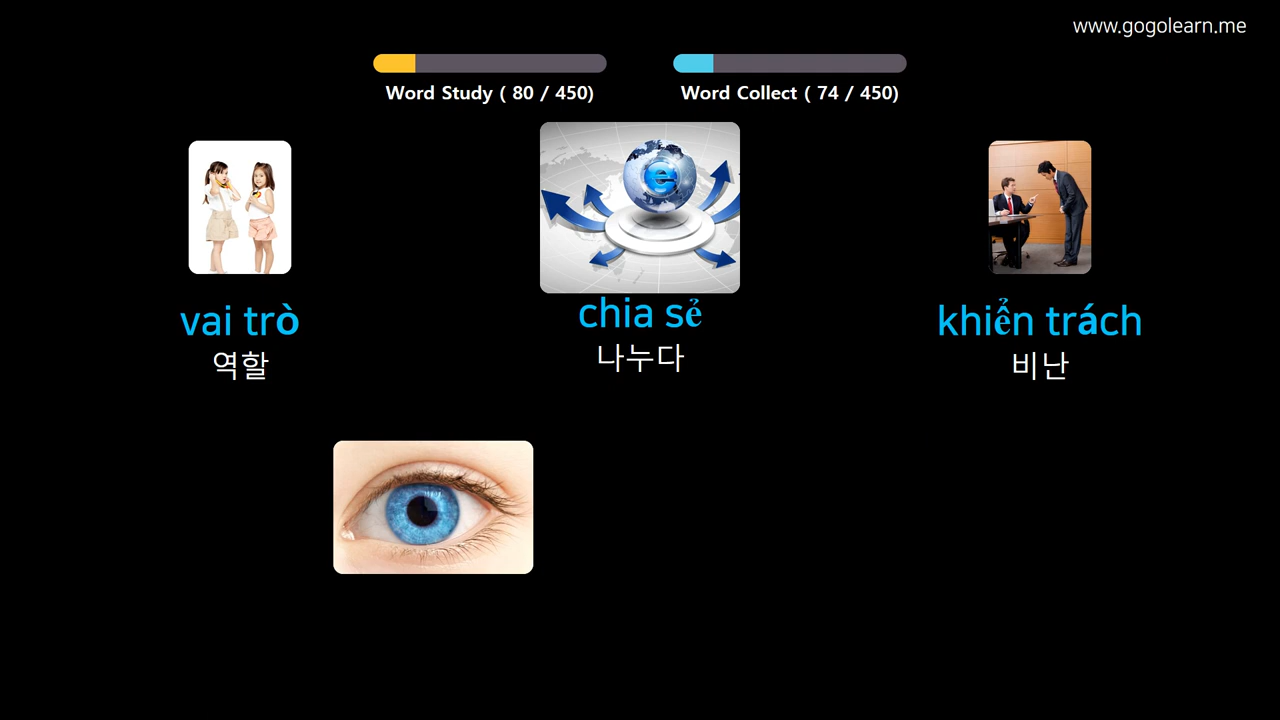 www.gogolearn.me
Word Study ( 80 / 450)
Word Collect ( 74 / 450)
e
vai trò
역할
chia sẻ
나누다
khiển trách
비난